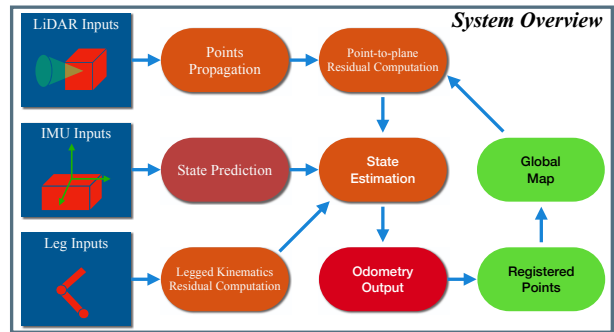 System Overview
LiDAR Inputs
Points
Propagation
Point-to-plane
Residual Computation
IMU Inputs
State Prediction
State
Estimation
Global
Map
Leg Inputs
Legged Kinematics
Residual Computation
Odometry
Output
Registered
Points